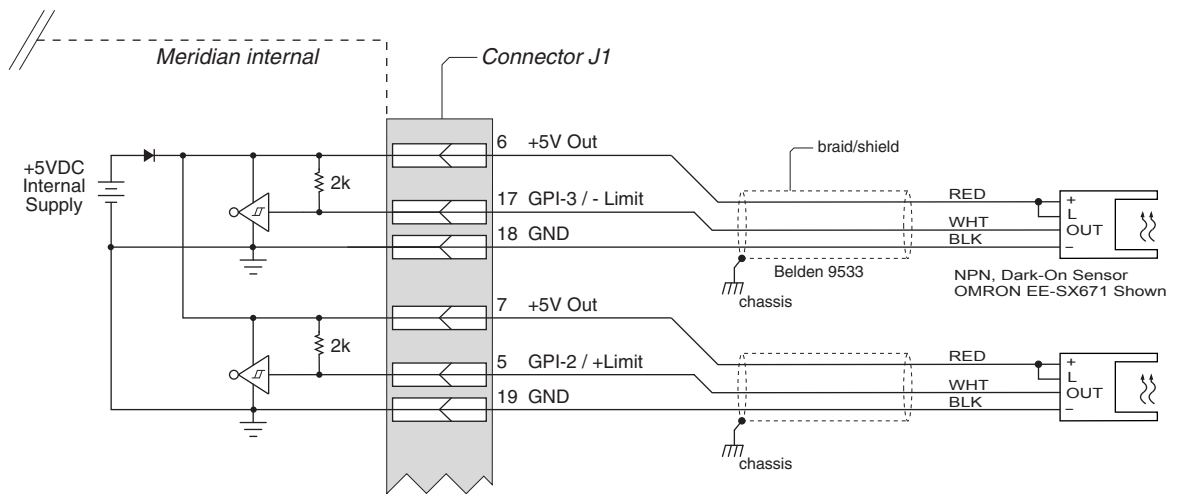 Meridian internal
Connector J1
+5VDC
Internal
Supply
2k
6 +5V Out
17 GPI-3 / - Limit
18 GND
braid/shield
Belden 9533
chassis
RED
WHT
BLK
+
L
OUT
–
NPN, Dark-On Sensor
OMRON EE-SX671 Shown
2k
7 +5V Out
5 GPI-2 / +Limit
19 GND
chassis
RED
WHT
BLK
+
L
OUT
–